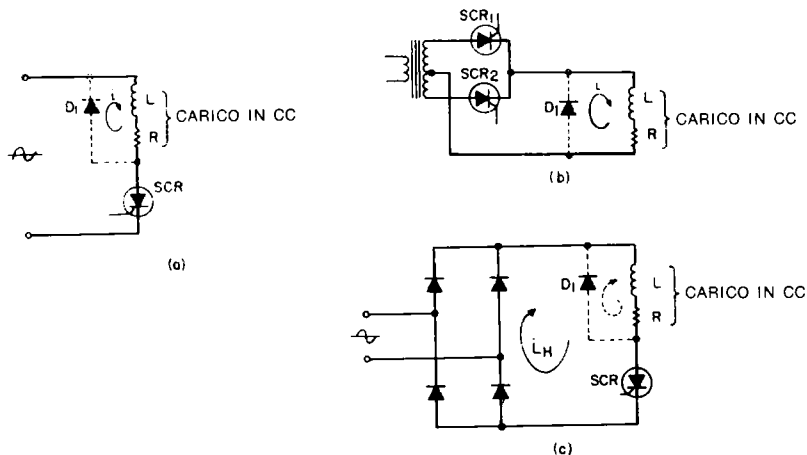 D1
L
R
CARICO IN CC
SCR
(a)
SCR1
SCR2
D1
L
L
R
CARICO IN CC
(b)
D1
L
R
CARICO IN CC
iH
SCR
(c)